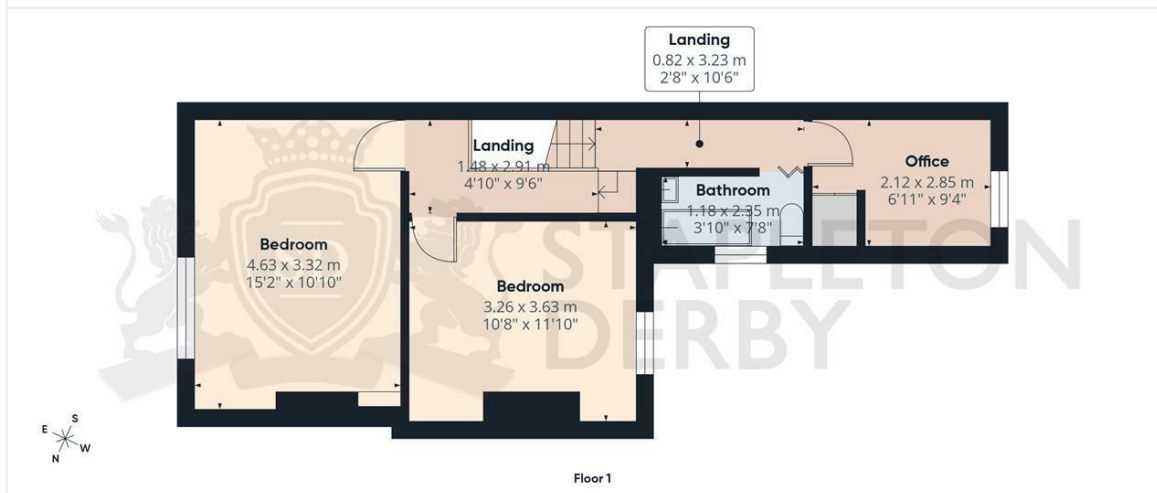 Landing
0.82 x 3.23 m
2'8" x 10'6"
Landing
1.48 x 2.91 m
4'10" x 9'6"
Office
2.12 x 2.85 m
6'11" x 9'4"
Bathroom
1.18 x 2.35 m
3'10" x 7'8"
Bedroom
4.63 x 3.32 m
15'2" x 10'10"
Bedroom
3.26 x 3.63 m
10'8" x 11'10"
STAPLETON
DERBY
S
E
W
N
Floor 1